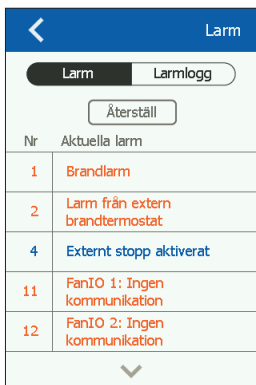 Larm
Larm Larmlogg
Återställ
Nr Aktuella larm
1 Brandlarm
2 Larm från extern
brandtermostat
4 Externt stopp aktiverat
11 FanIO 1: Ingen
kommunikation
12 FanIO 2: Ingen
kommunikation